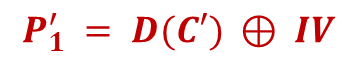 P′₁ = D(C′) ⊕ IV